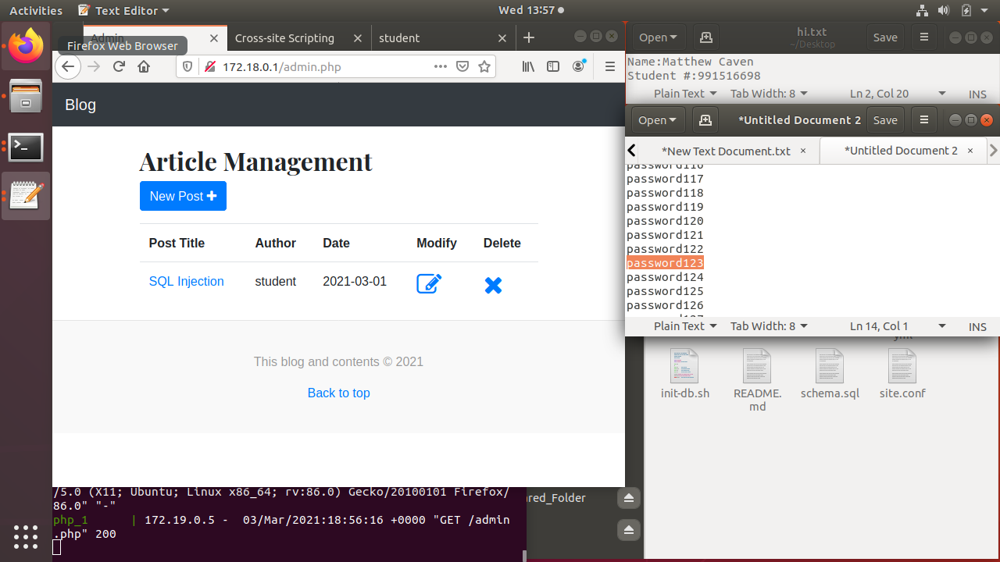 Activities
Text Editor
Wed 13:57
Admin
Cross-site Scripting
student
Firefox Web Browser
172.18.0.1/admin.php
Blog
Article Management
New Post
Post Title Author Date Modify Delete
SQL Injection student 2021-03-01
This blog and contents © 2021
Back to top
/5.0 (X11; Ubuntu; Linux x86_64; rv:86.0) Gecko/20100101 Firefox/
86.0" "-"
php_1 | 172.19.0.5 - 03/Mar/2021:18:56:16 +0000 "GET /admin
.php" 200
Open
hi.txt
~/Desktop
Save
Name:Matthew Caven
Student #:991516698
Plain Text Tab Width: 8 Ln 2, Col 20 INS
Open
*Untitled Document 2
Save
*New Text Document.txt
*Untitled Document 2
password116
password117
password118
password119
password120
password121
password122
password123
password124
password125
password126
Plain Text Tab Width: 8 Ln 14, Col 1 INS
init-db.sh
README.
md
schema.sql
site.conf
ared_Folder